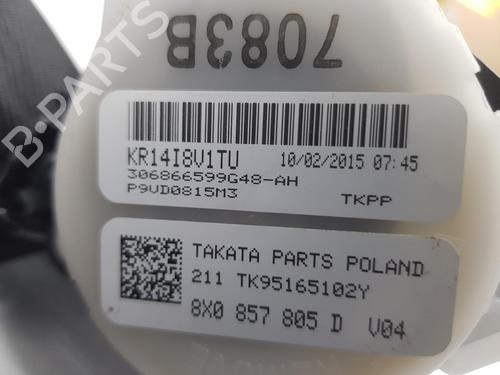 7083B
B-PARTS
KR14I8V1TU 10/02/2015 07:45
306866599G48-AH
P9VD0815M3 TKPP
TAKATA PARTS POLAND
211 TK95165102Y
8X0 857 805 D V04